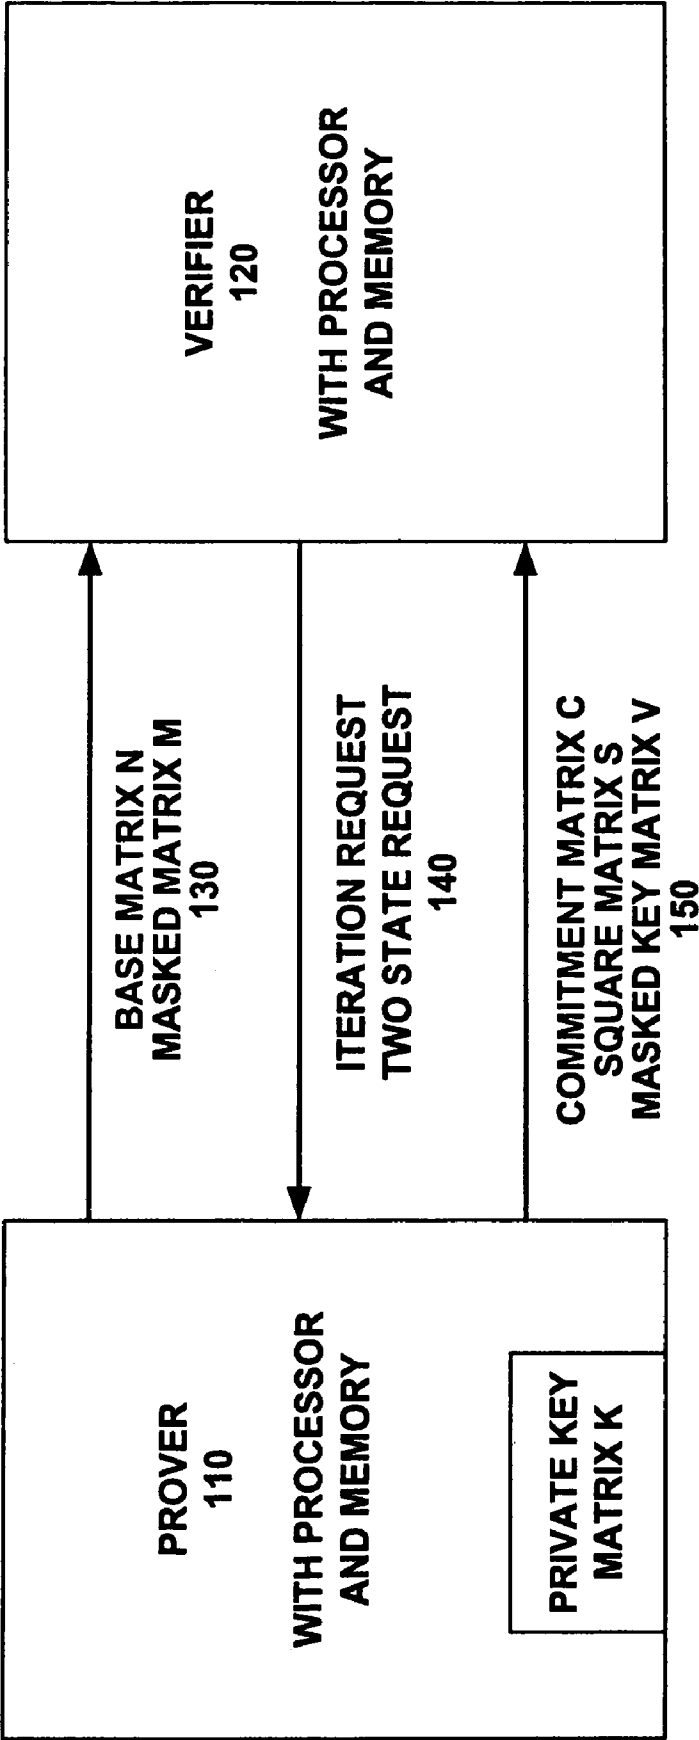 PROVER
110
WITH PROCESSOR
AND MEMORY
PRIVATE KEY
MATRIX K
BASE MATRIX N
MASKED MATRIX M
130
ITERATION REQUEST
TWO STATE REQUEST
140
COMMITMENT MATRIX C
SQUARE MATRIX S
MASKED KEY MATRIX V
150
VERIFIER
120
WITH PROCESSOR
AND MEMORY